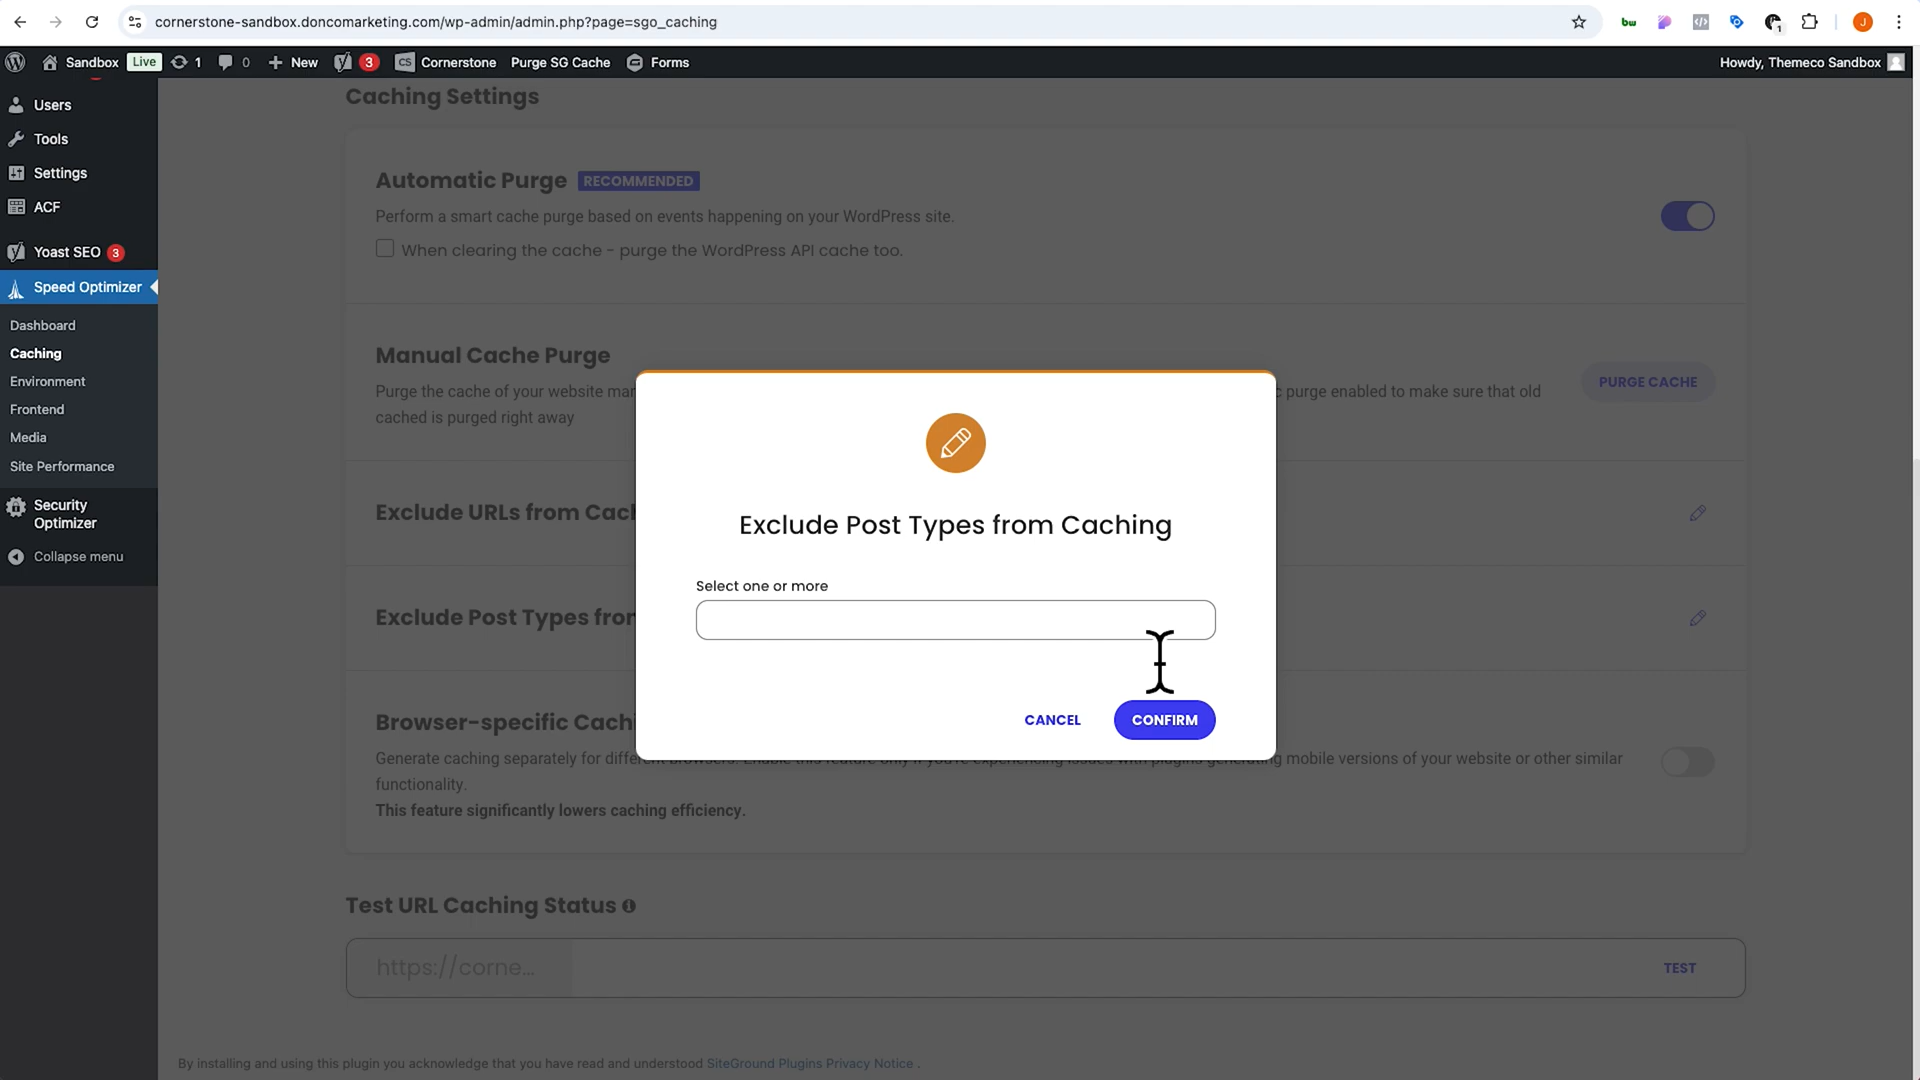 cornerstone-sandbox.doncomarketing.com/wp-admin/admin.php?page=sgo_caching
Sandbox Live 1 0 New 3 CS Cornerstone Purge SG Cache Forms
Howdy, Themeco Sandbox
Users
Tools
Settings
ACF
Yoast SEO 3
Speed Optimizer
Dashboard
Caching
Environment
Frontend
Media
Site Performance
Security
Optimizer
Collapse menu
Caching Settings
Automatic Purge RECOMMENDED
Perform a smart cache purge based on events happening on your WordPress site.
When clearing the cache - purge the WordPress API cache too.
Manual Cache Purge
Purge the cache of your website
purge enabled to make sure that old
cached is purged right away
PURGE CACHE
Exclude URLs from
Exclude Post Types
Browser-specific
Generate caching separately for
mobile versions of your website or other similar
functionality.
This feature significantly lowers caching efficiency.
Exclude Post Types from Caching
Select one or more
CANCEL
CONFIRM
Test URL Caching Status
https://corne...
TEST
By installing and using this plugin you acknowledge that you have read and understood SiteGround Plugins Privacy Notice .